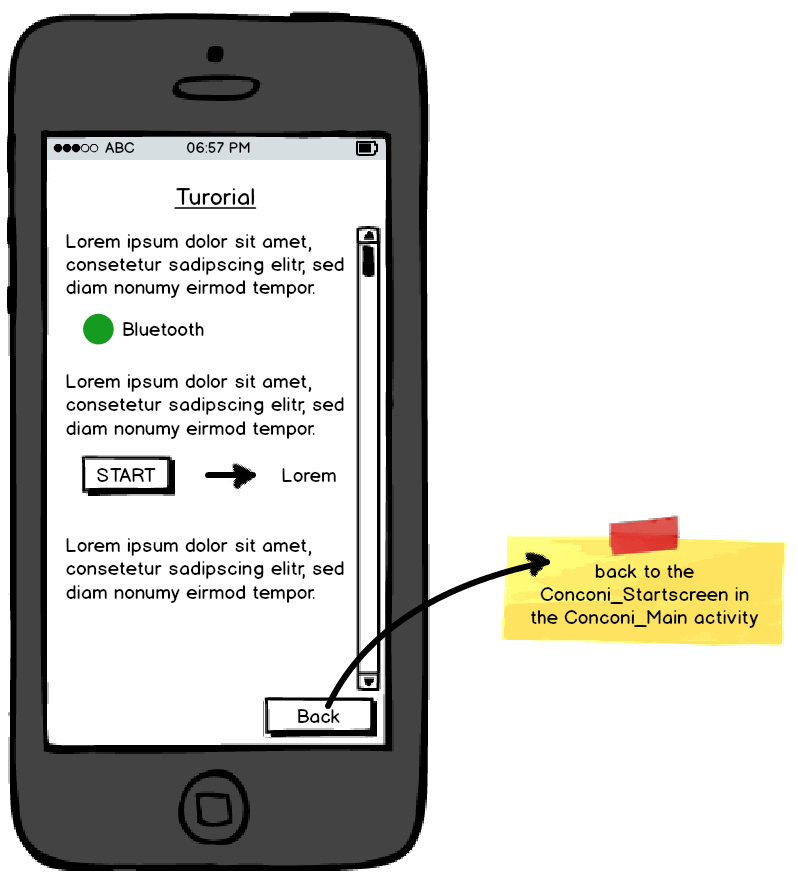 ABC 06:57 PM
Turorial
Lorem ipsum dolor sit amet,
consetetur sadipscing elitr, sed
diam nonumy eirmod tempor.
Bluetooth
Lorem ipsum dolor sit amet,
consetetur sadipscing elitr, sed
diam nonumy eirmod tempor.
START Lorem
Lorem ipsum dolor sit amet,
consetetur sadipscing elitr, sed
diam nonumy eirmod tempor.
Back
back to the
Conconi_Startscreen in
the Conconi_Main activity